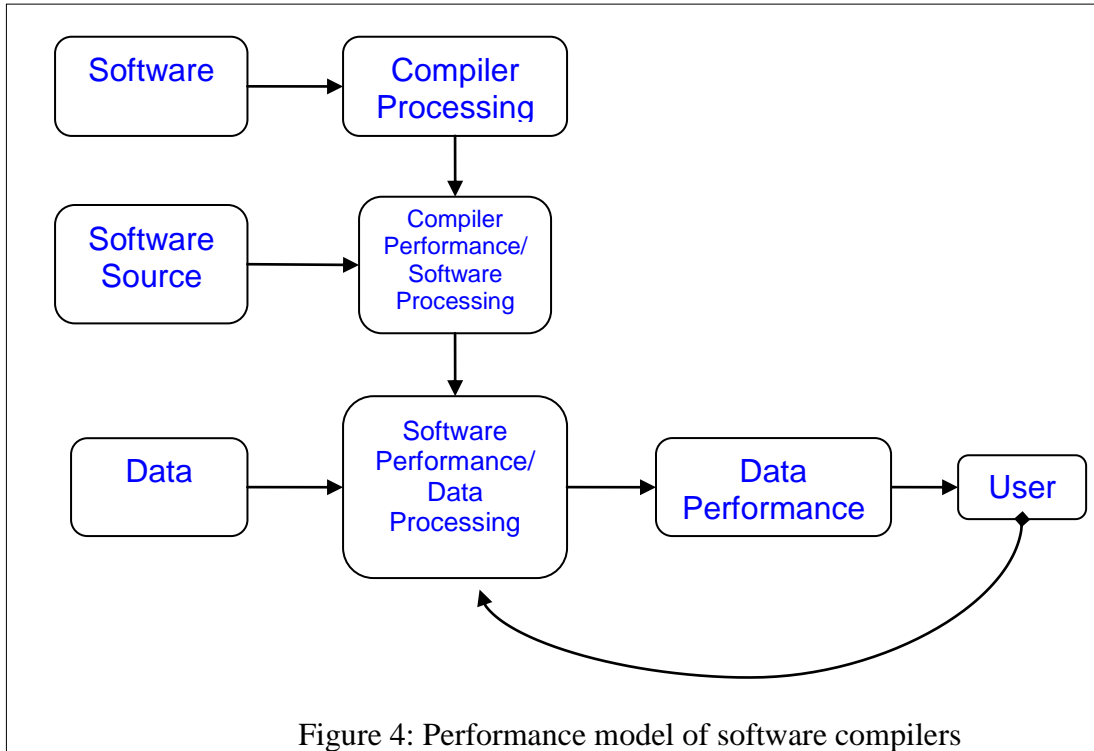 Software
Compiler
Processing
Software
Source
Compiler
Performance/
Software
Processing
Data
Software
Performance/
Data
Processing
Data
Performance
User
Figure 4: Performance model of software compilers